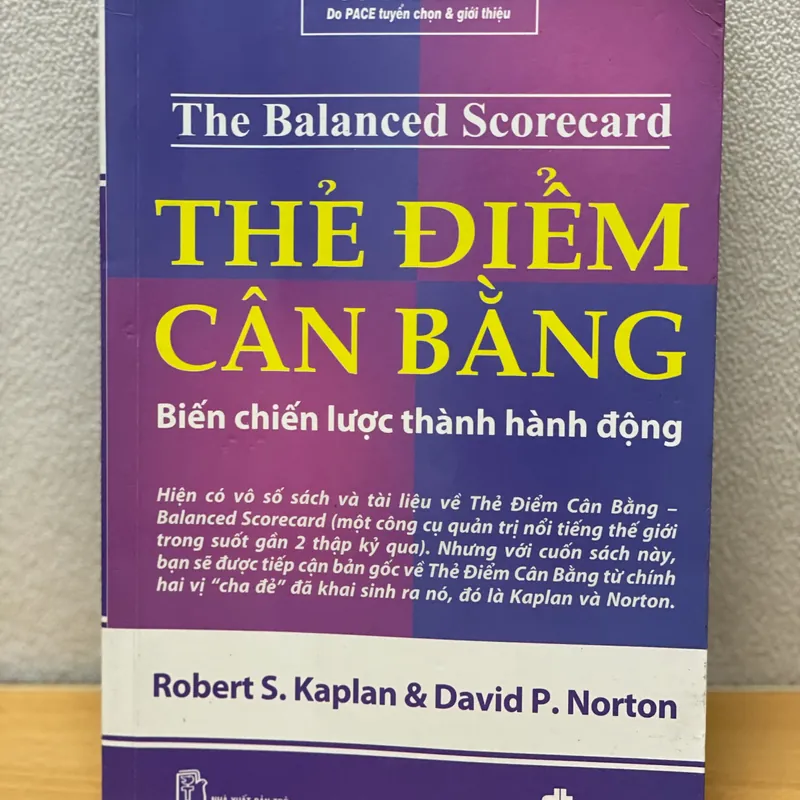 Do PACE tuyển chọn & giới thiệu
The Balanced Scorecard
THẺ ĐIỂM
CÂN BẰNG
Biến chiến lược thành hành động
Hiện có vô số sách và tài liệu về Thẻ Điểm Cân Bằng –
Balanced Scorecard (một công cụ quản trị nổi tiếng thế giới
trong suốt gần 2 thập kỷ qua). Nhưng với cuốn sách này,
bạn sẽ được tiếp cận bản gốc về Thẻ Điểm Cân Bằng từ chính
hai vị “cha đẻ” đã khai sinh ra nó, đó là Kaplan và Norton.
Robert S. Kaplan & David P. Norton
NHÀ XUẤT BẢN TRẺ